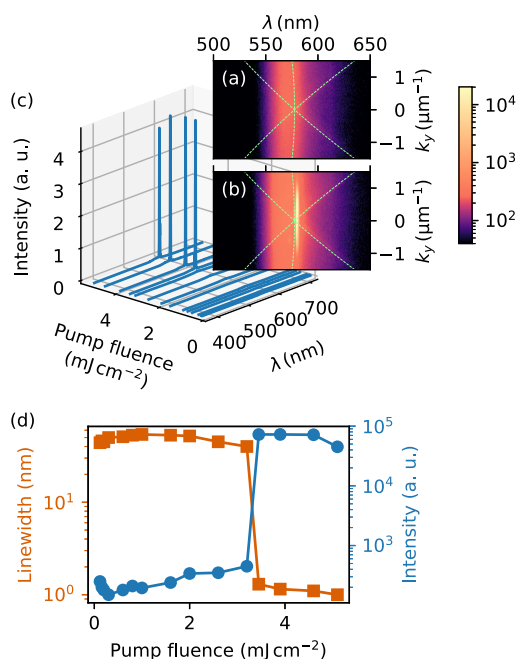 λ (nm)
500 550 600 650
(a)
1
0
−1
k_y (μm⁻¹)
(b)
1
0
−1
k_y (μm⁻¹)
10⁴
10³
10²
(c)
Intensity (a. u.)
4
3
2
1
0
4 2 0
Pump fluence
(mJ cm⁻²)
400 500 600 700
λ (nm)
(d)
Linewidth (nm)
10¹
10⁰
Intensity (a. u.)
10⁵
10⁴
10³
0 2 4
Pump fluence (mJ cm⁻²)